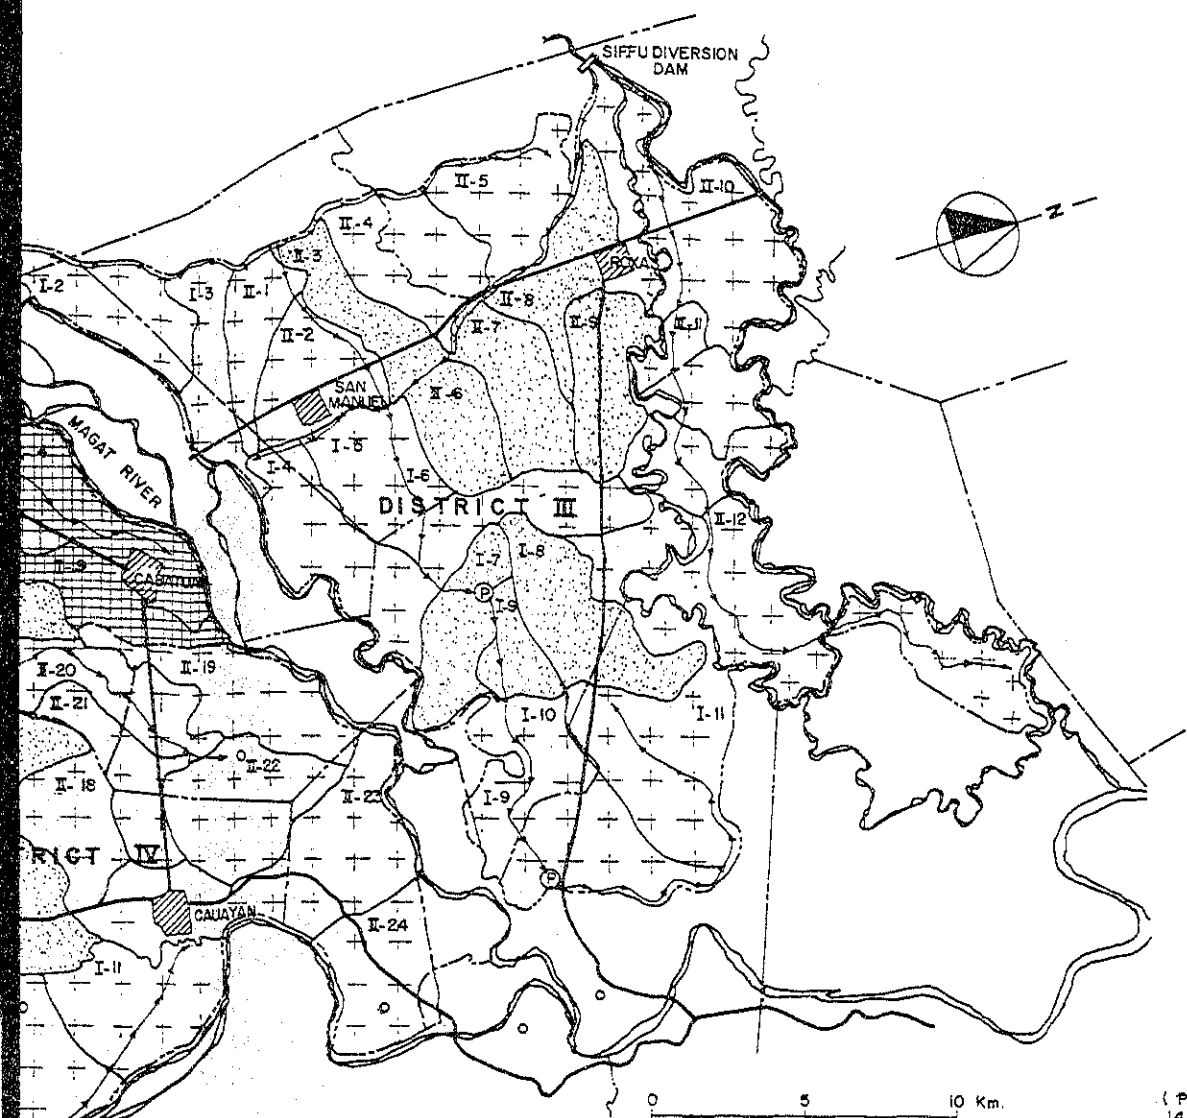 SIFFU DIVERSION
DAM
II-5
II-10
II-4
N
II-3
I-2
I-3
II-1
II-8
II-7
II-9
II-11
II-2
SAN
MANUEL
II-6
MAGAT RIVER
I-5
I-4
I-6
DISTRICT III
II-12
I-7
I-8
P
I-9
CABATUAN
II-19
II-20
II-21
I-10
I-11
II-22
II-18
II-23
I-9
TRICT IV
P
CAUAYAN
II-24
I-11
0 5 10 Km.